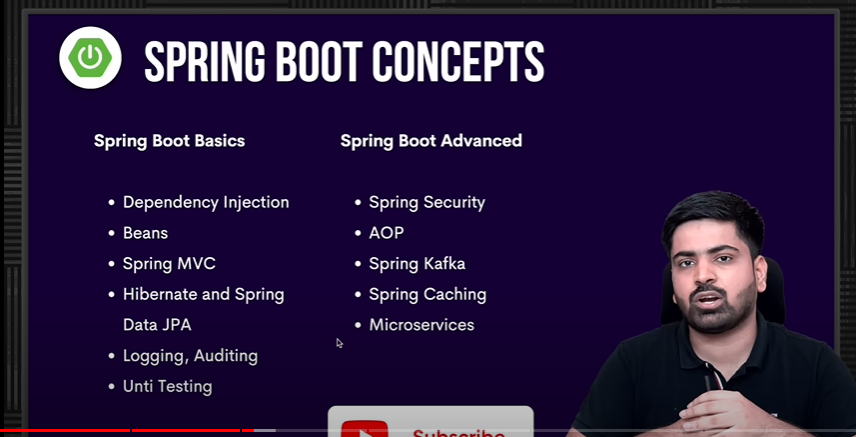 SPRING BOOT CONCEPTS
Spring Boot Basics
• Dependency Injection
• Beans
• Spring MVC
• Hibernate and Spring
Data JPA
• Logging, Auditing
• Unti Testing
Spring Boot Advanced
• Spring Security
• AOP
• Spring Kafka
• Spring Caching
• Microservices
Subscribe